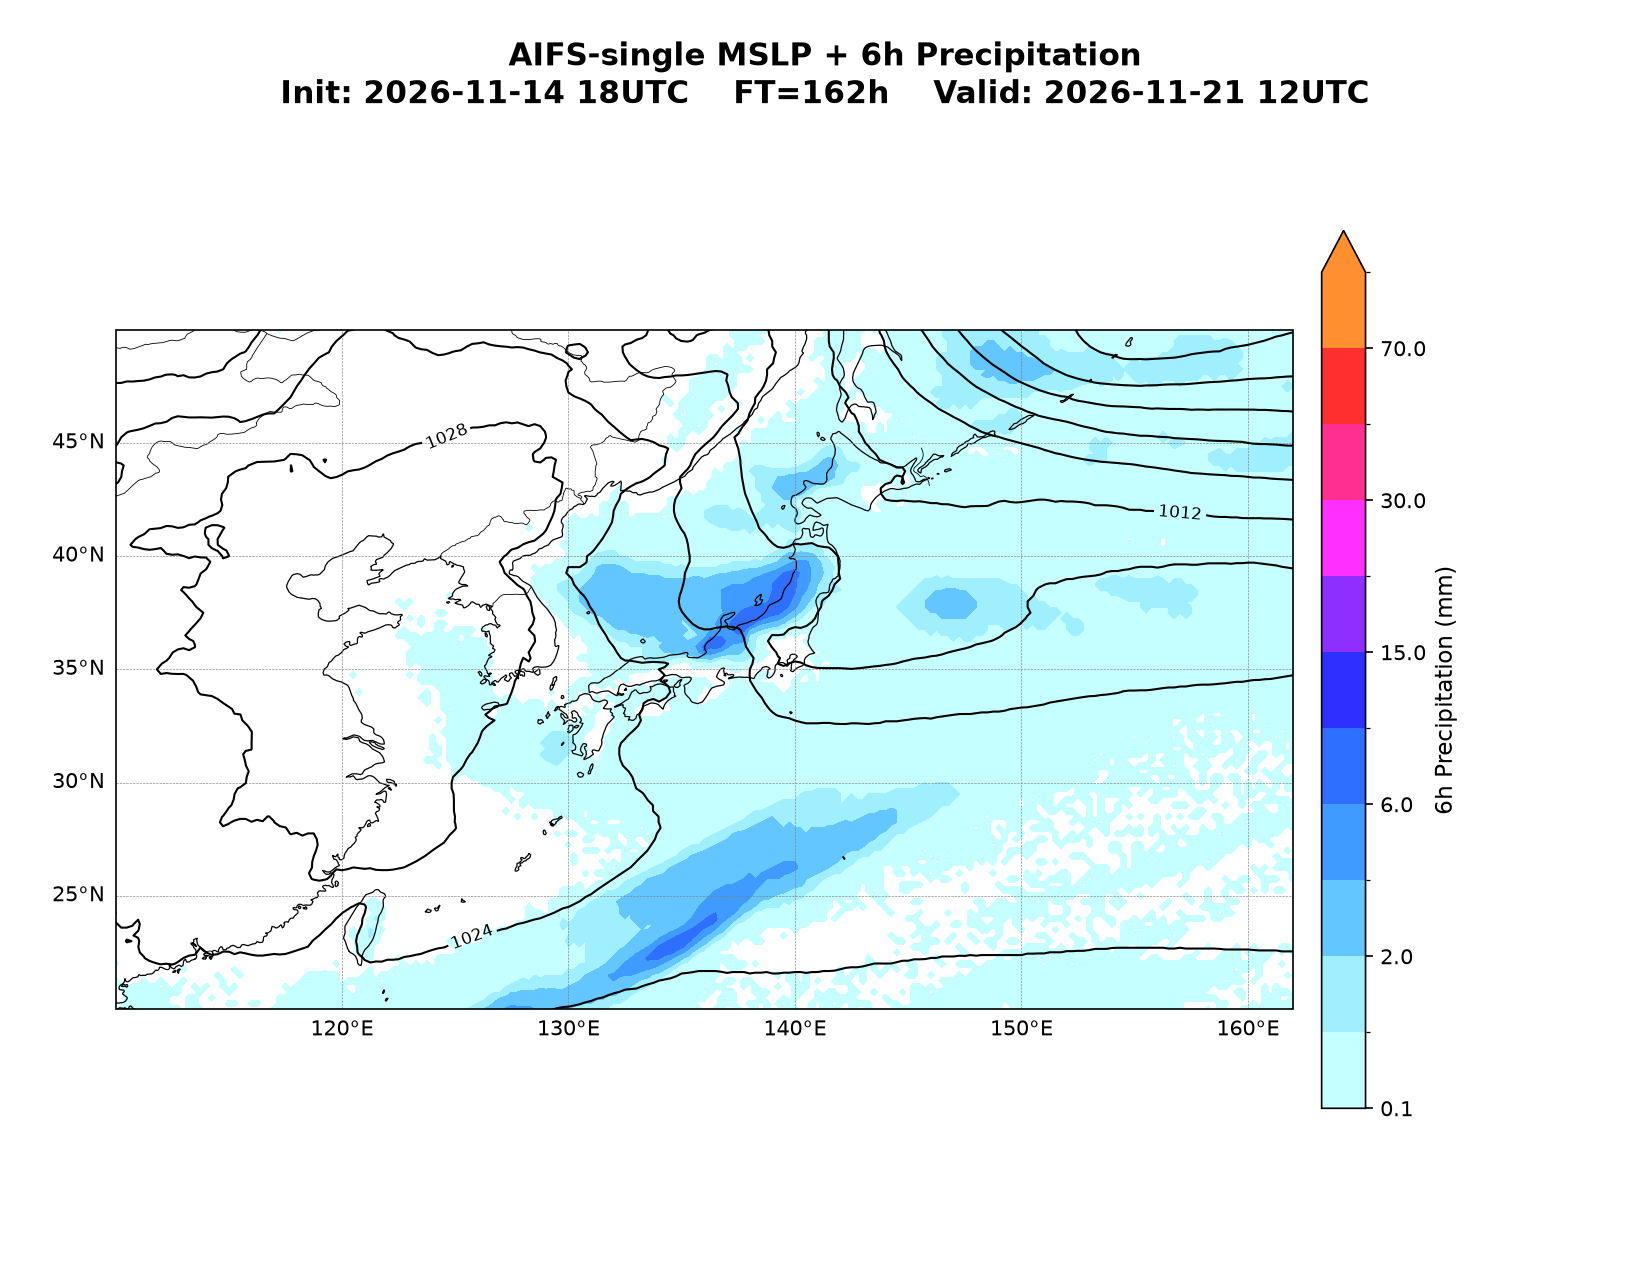 AIFS-single MSLP + 6h Precipitation
Init: 2026-11-14 18UTC    FT=162h    Valid: 2026-11-21 12UTC
45°N
40°N
35°N
30°N
25°N
120°E
130°E
140°E
150°E
160°E
1028
1012
1024
70.0
30.0
15.0
6.0
2.0
0.1
6h Precipitation (mm)